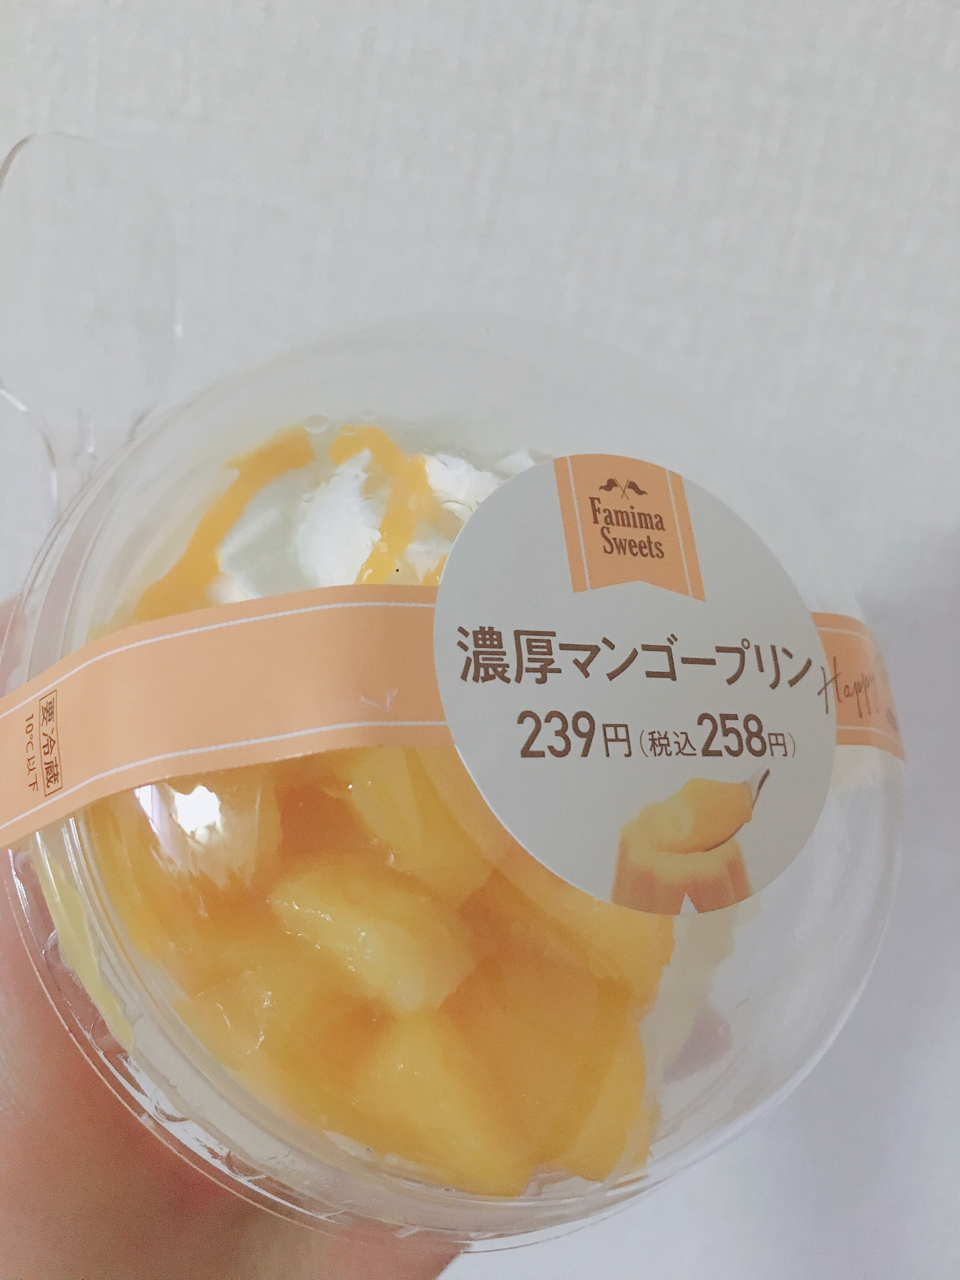 Famima
Sweets
濃厚マンゴープリン
239円(税込258円)
Happy
要冷蔵
10℃以下